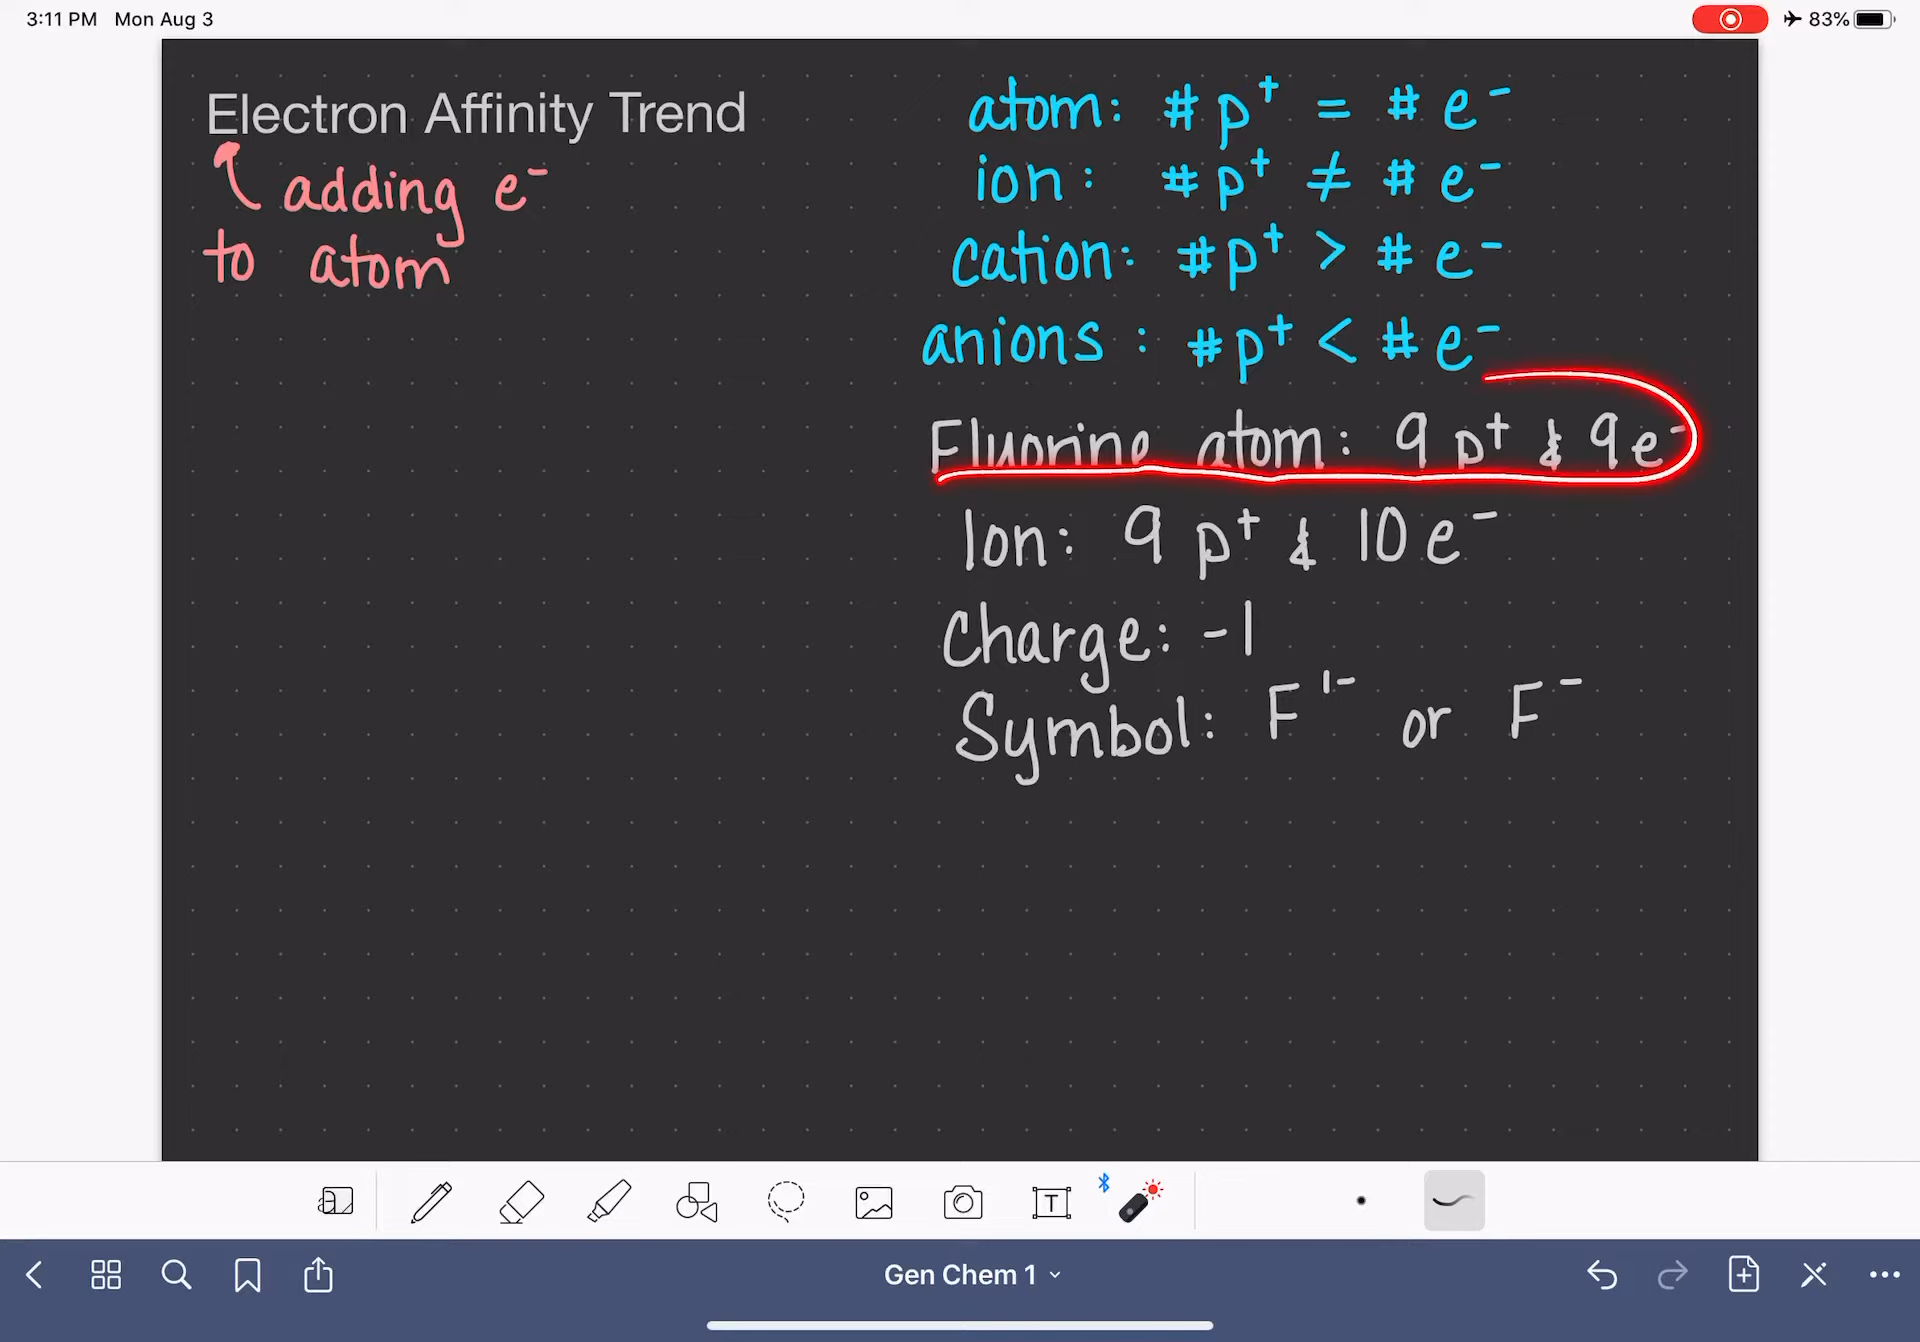 3:11 PM Mon Aug 3
83%
Electron Affinity Trend
adding e⁻
to atom
atom: # p⁺ = # e⁻
ion: # p⁺ ≠ # e⁻
cation: # p⁺ > # e⁻
anions: # p⁺ < # e⁻
Fluorine atom: 9 p⁺ & 9 e⁻
Ion: 9 p⁺ & 10 e⁻
Charge: -1
Symbol: F¹⁻ or F⁻
a
T
Gen Chem 1